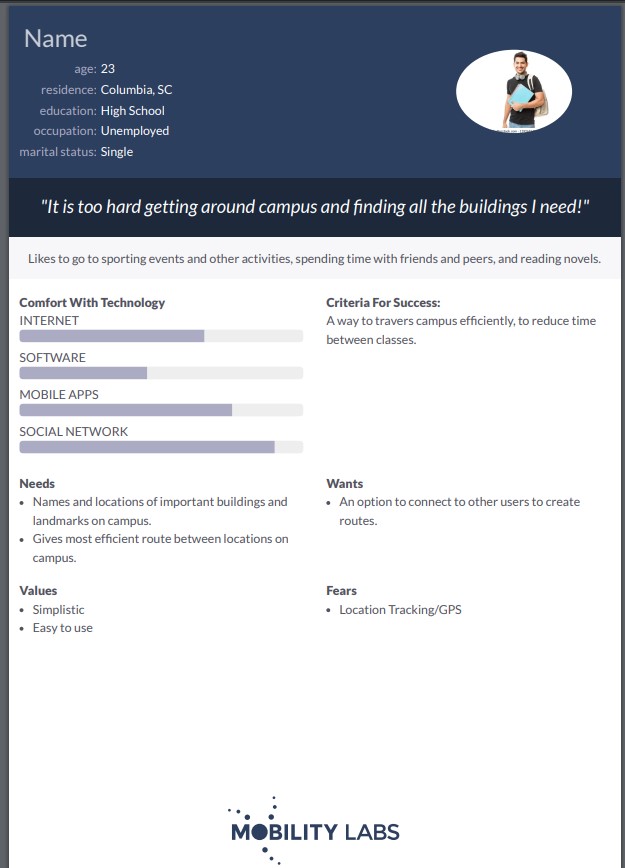 Name
age: 23
residence: Columbia, SC
education: High School
occupation: Unemployed
marital status: Single
"It is too hard getting around campus and finding all the buildings I need!"
Likes to go to sporting events and other activities, spending time with friends and peers, and reading novels.
Comfort With Technology
INTERNET
SOFTWARE
MOBILE APPS
SOCIAL NETWORK
Criteria For Success:
A way to travers campus efficiently, to reduce time
between classes.
Needs
• Names and locations of important buildings and
landmarks on campus.
• Gives most efficient route between locations on
campus.
Wants
• An option to connect to other users to create
routes.
Values
• Simplistic
• Easy to use
Fears
• Location Tracking/GPS
MOBILITY LABS